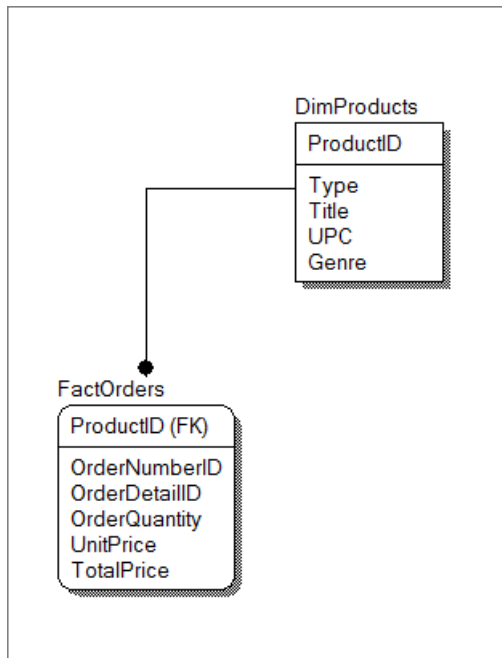 DimProducts
ProductID
Type
Title
UPC
Genre
FactOrders
ProductID (FK)
OrderNumberID
OrderDetailID
OrderQuantity
UnitPrice
TotalPrice